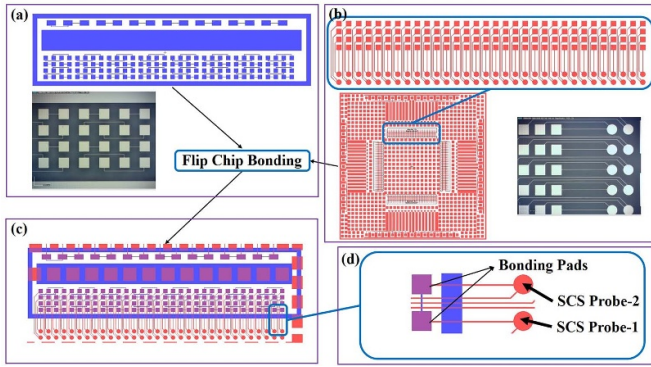 (a)
(b)
Flip Chip Bonding
(c)
(d)
Bonding Pads
SCS Probe-2
SCS Probe-1